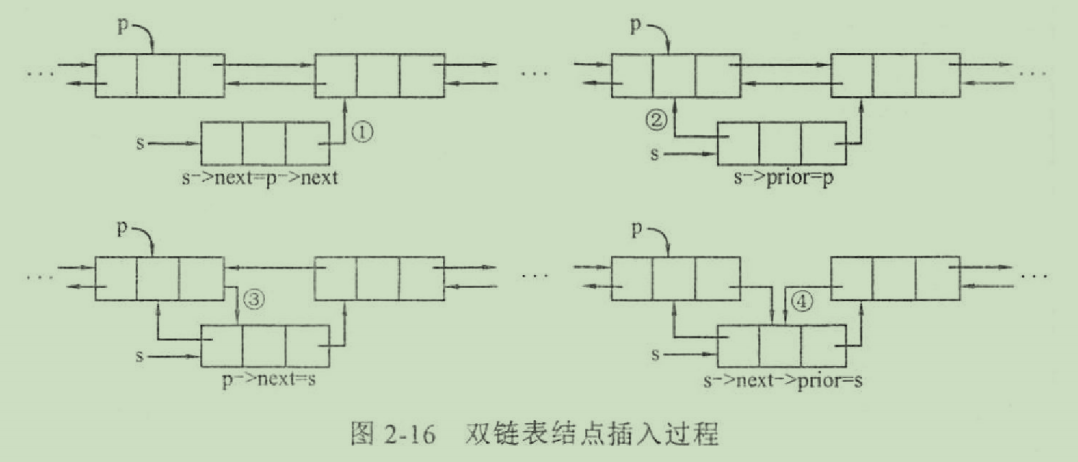 p p
... ... ...
① ②
s s
s->next=p->next s->prior=p
p p
... ... ...
③ ④
s s
p->next=s s->next->prior=s
图 2-16 双链表结点插入过程